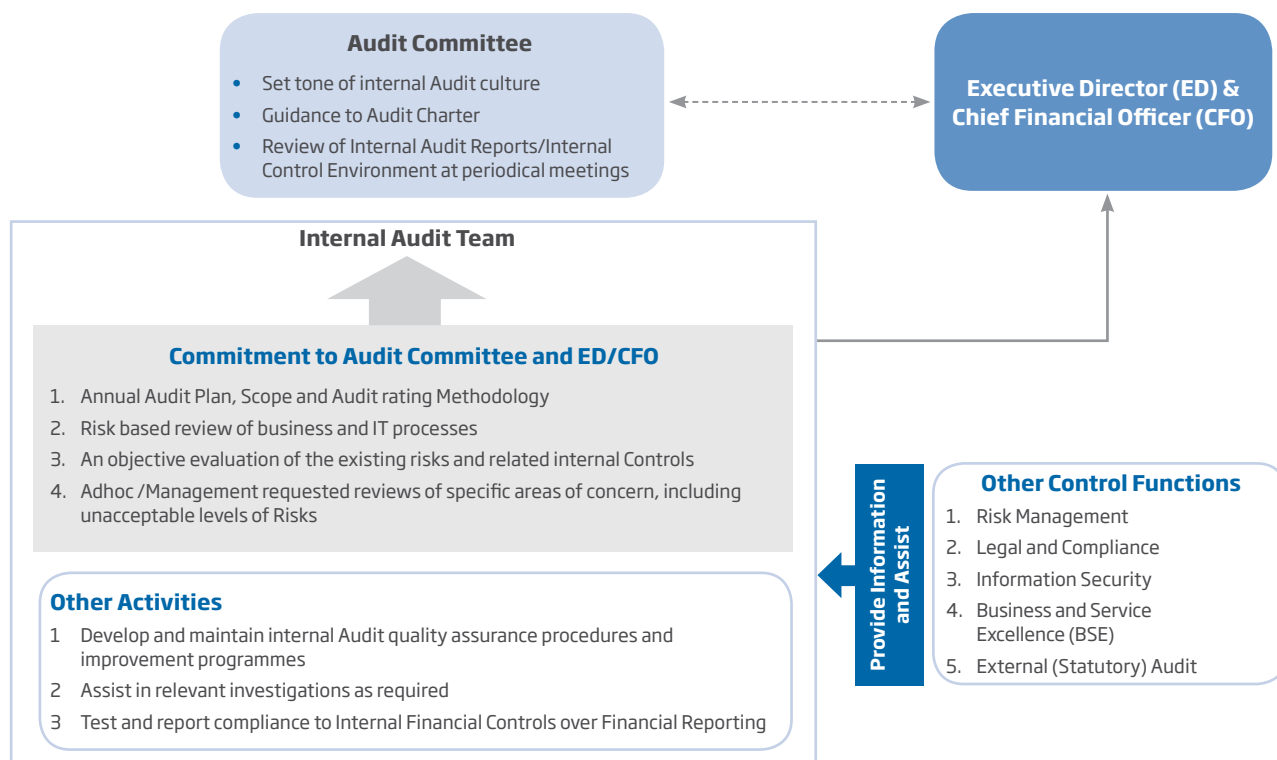 Audit Committee
• Set tone of internal Audit culture
• Guidance to Audit Charter
• Review of Internal Audit Reports/Internal
Control Environment at periodical meetings
Executive Director (ED) &
Chief Financial Officer (CFO)
Internal Audit Team
Commitment to Audit Committee and ED/CFO
1. Annual Audit Plan, Scope and Audit rating Methodology
2. Risk based review of business and IT processes
3. An objective evaluation of the existing risks and related internal Controls
4. Adhoc /Management requested reviews of specific areas of concern, including
unacceptable levels of Risks
Other Activities
1 Develop and maintain internal Audit quality assurance procedures and
improvement programmes
2 Assist in relevant investigations as required
3 Test and report compliance to Internal Financial Controls over Financial Reporting
Provide Information
and Assist
Other Control Functions
1. Risk Management
2. Legal and Compliance
3. Information Security
4. Business and Service
Excellence (BSE)
5. External (Statutory) Audit